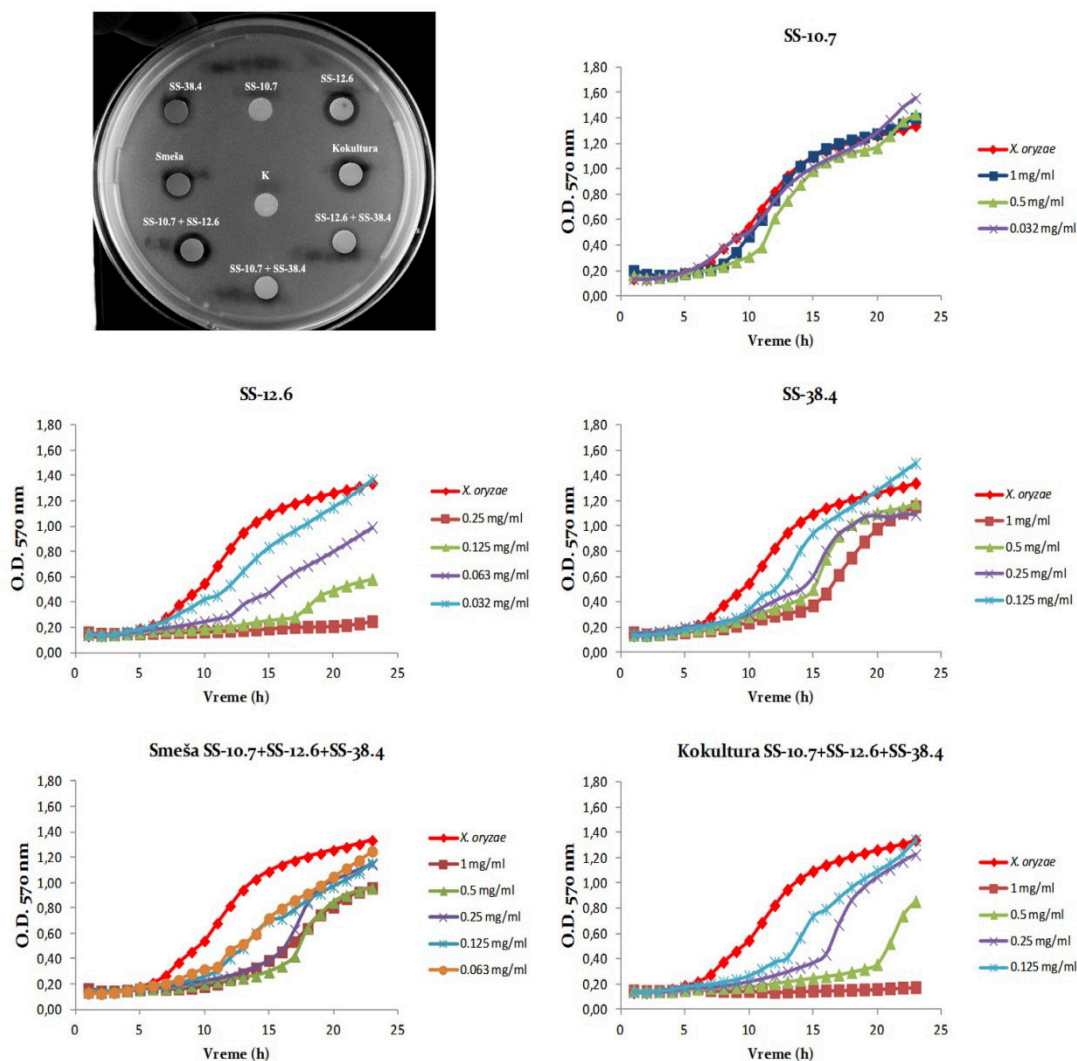 SS-38.4
SS-10.7
SS-12.6
Smeša
Kokultura
K
SS-10.7 + SS-12.6
SS-12.6 + SS-38.4
SS-10.7 + SS-38.4
SS-10.7
O.D. 570 nm
1,80
1,60
1,40
1,20
1,00
0,80
0,60
0,40
0,20
0,00
0 5 10 15 20 25
Vreme (h)
X. oryzae
1 mg/ml
0.5 mg/ml
0.032 mg/ml
SS-12.6
O.D. 570 nm
1,80
1,60
1,40
1,20
1,00
0,80
0,60
0,40
0,20
0,00
0 5 10 15 20 25
Vreme (h)
X. oryzae
0.25 mg/ml
0.125 mg/ml
0.063 mg/ml
0.032 mg/ml
SS-38.4
O.D. 570 nm
1,80
1,60
1,40
1,20
1,00
0,80
0,60
0,40
0,20
0,00
0 5 10 15 20 25
Vreme (h)
X. oryzae
1 mg/ml
0.5 mg/ml
0.25 mg/ml
0.125 mg/ml
Smeša SS-10.7+SS-12.6+SS-38.4
O.D. 570 nm
1,80
1,60
1,40
1,20
1,00
0,80
0,60
0,40
0,20
0,00
0 5 10 15 20 25
Vreme (h)
X. oryzae
1 mg/ml
0.5 mg/ml
0.25 mg/ml
0.125 mg/ml
0.063 mg/ml
Kokultura SS-10.7+SS-12.6+SS-38.4
O.D. 570 nm
1,80
1,60
1,40
1,20
1,00
0,80
0,60
0,40
0,20
0,00
0 5 10 15 20 25
Vreme (h)
X. oryzae
1 mg/ml
0.5 mg/ml
0.25 mg/ml
0.125 mg/ml